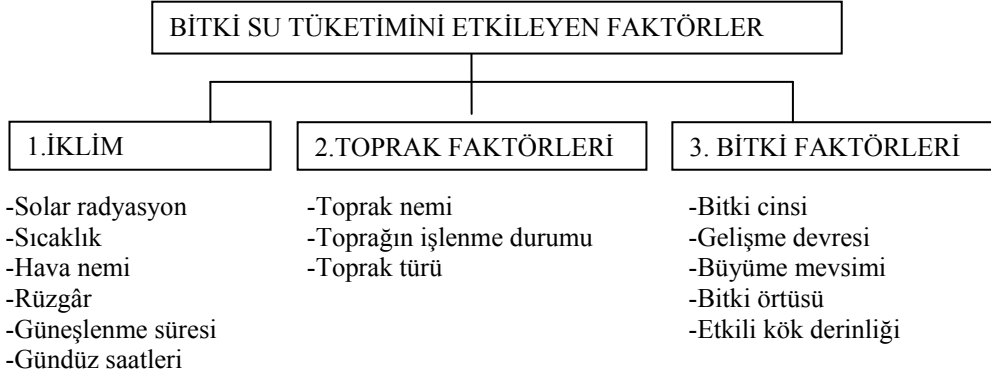 BİTKİ SU TÜKETİMİNİ ETKİLEYEN FAKTÖRLER
1.İKLİM
-Solar radyasyon
-Sıcaklık
-Hava nemi
-Rüzgâr
-Güneşlenme süresi
-Gündüz saatleri
2.TOPRAK FAKTÖRLERİ
-Toprak nemi
-Toprağın işlenme durumu
-Toprak türü
3. BİTKİ FAKTÖRLERİ
-Bitki cinsi
-Gelişme devresi
-Büyüme mevsimi
-Bitki örtüsü
-Etkili kök derinliği